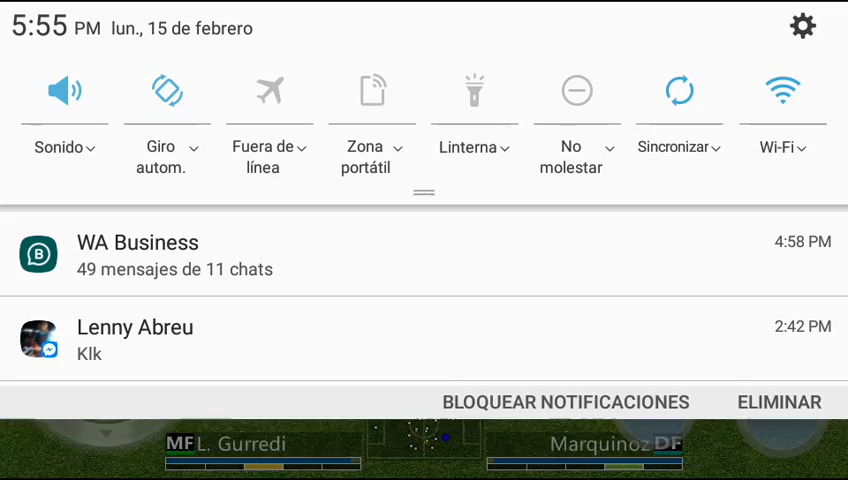 5:55 PM lun., 15 de febrero
Sonido
Giro autom.
Fuera de línea
Zona portátil
Linterna
No molestar
Sincronizar
Wi-Fi
WA Business 4:58 PM
49 mensajes de 11 chats
Lenny Abreu 2:42 PM
Klk
BLOQUEAR NOTIFICACIONES ELIMINAR
MF L. Gurredi Marquinoz DF